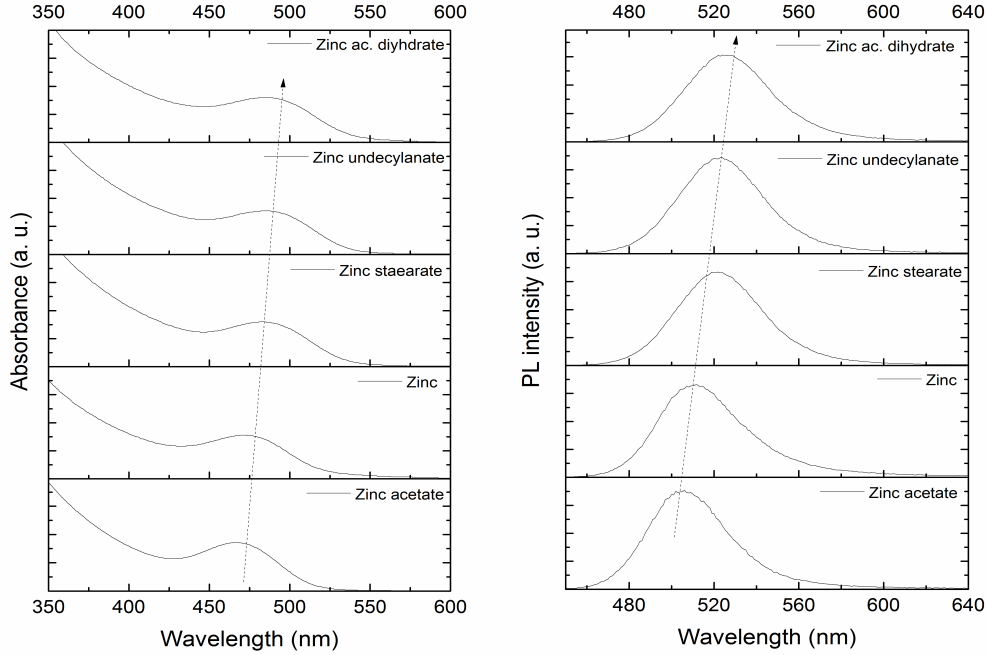 350 400 450 500 550 600
Zinc ac. diyhdrate
Zinc undecylanate
Zinc staearate
Zinc
Zinc acetate
350 400 450 500 550 600
Wavelength (nm)
Absorbance (a. u.)
480 520 560 600 640
Zinc ac. dihydrate
Zinc undecylanate
Zinc stearate
Zinc
Zinc acetate
480 520 560 600 640
Wavelength (nm)
PL intensity (a. u.)